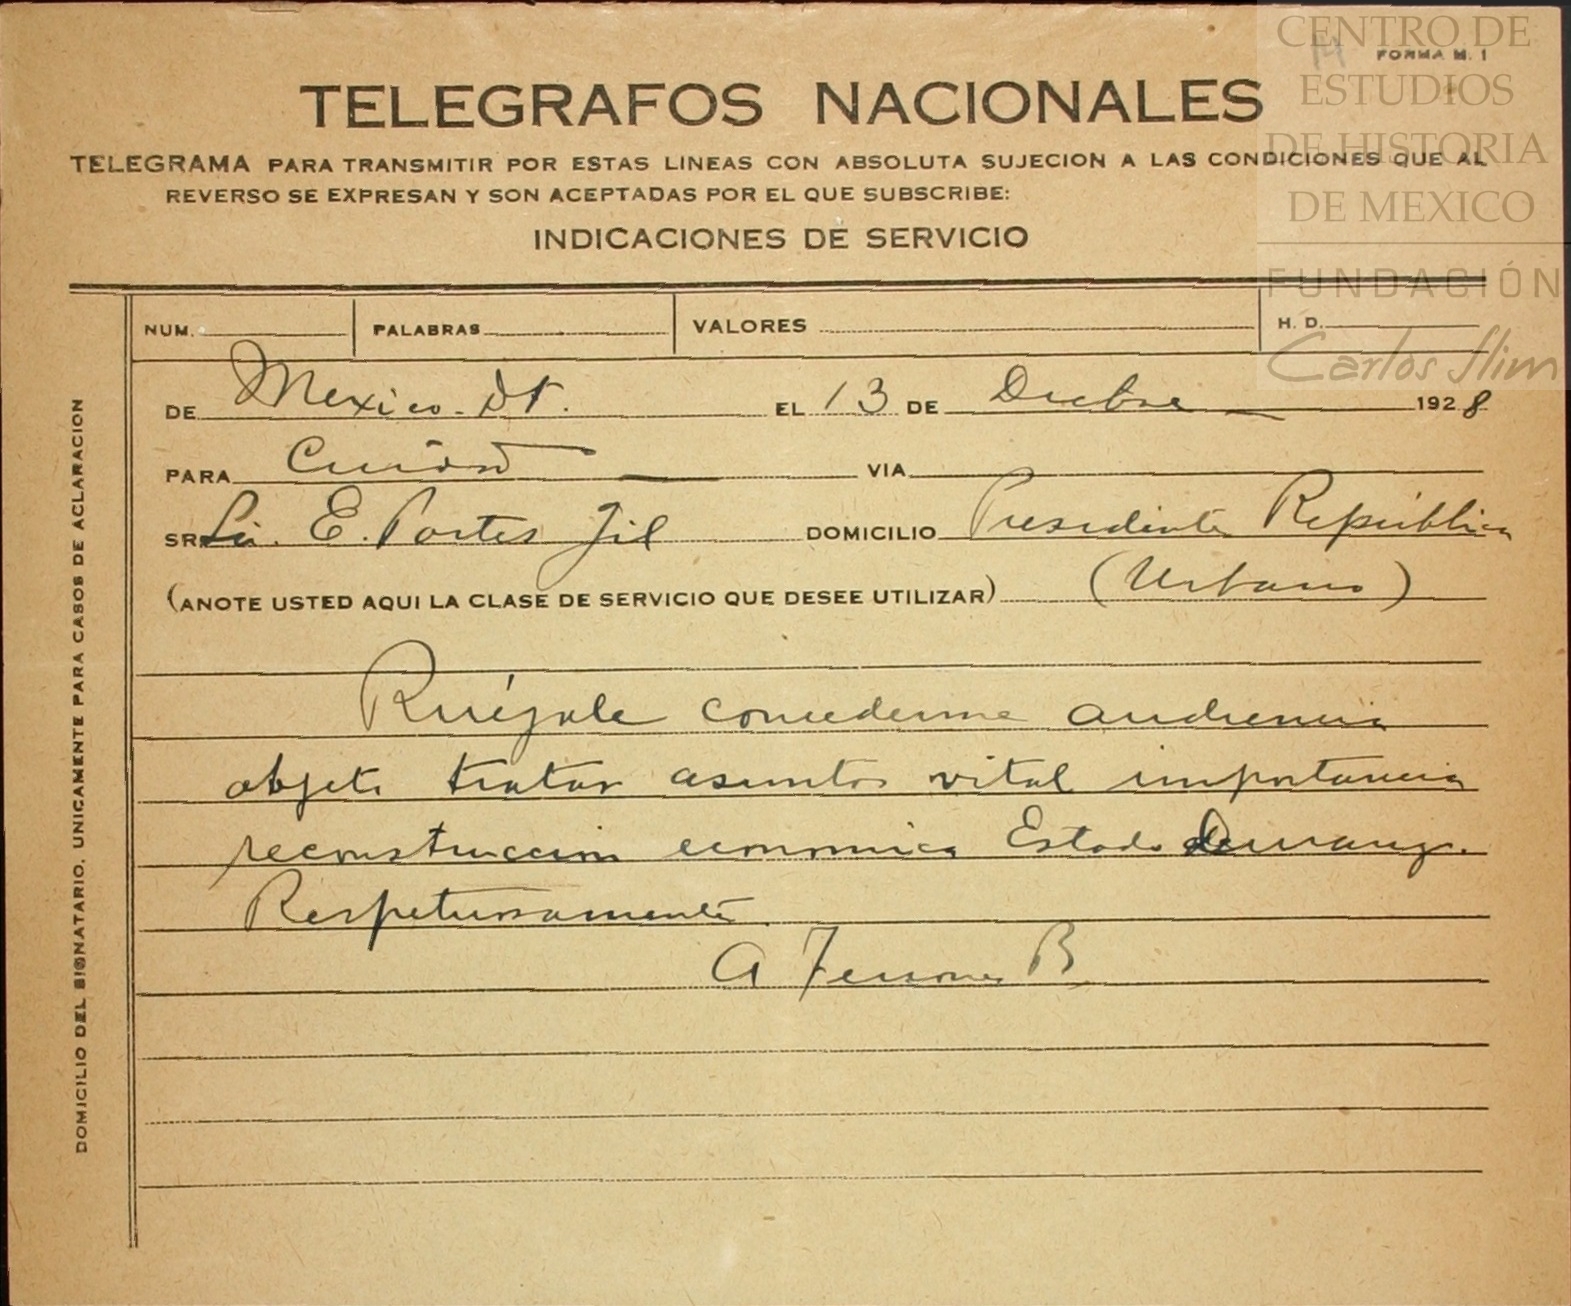 CENTRO DE
ESTUDIOS
DE HISTORIA
DE MEXICO
FUNDACIÓN
Carlos Slim
FORMA M. 1
TELEGRAFOS NACIONALES
TELEGRAMA PARA TRANSMITIR POR ESTAS LINEAS CON ABSOLUTA SUJECION A LAS CONDICIONES QUE AL
REVERSO SE EXPRESAN Y SON ACEPTADAS POR EL QUE SUBSCRIBE:
INDICACIONES DE SERVICIO
NUM. PALABRAS VALORES H. D.
DE Mexico. D.F. EL 13 DE Dicbre 1928
PARA Ciudad VIA
SR. Lic. E. Portes Gil DOMICILIO Presidente República
(ANOTE USTED AQUI LA CLASE DE SERVICIO QUE DESEE UTILIZAR) (Urbano)
Ruégole concederme audiencia
objeto tratar asuntos vital importancia
reconstruccion economica Estado Durango.
Respetuosamente.
A Terrones B
DOMICILIO DEL SIGNATARIO. UNICAMENTE PARA CASOS DE ACLARACION